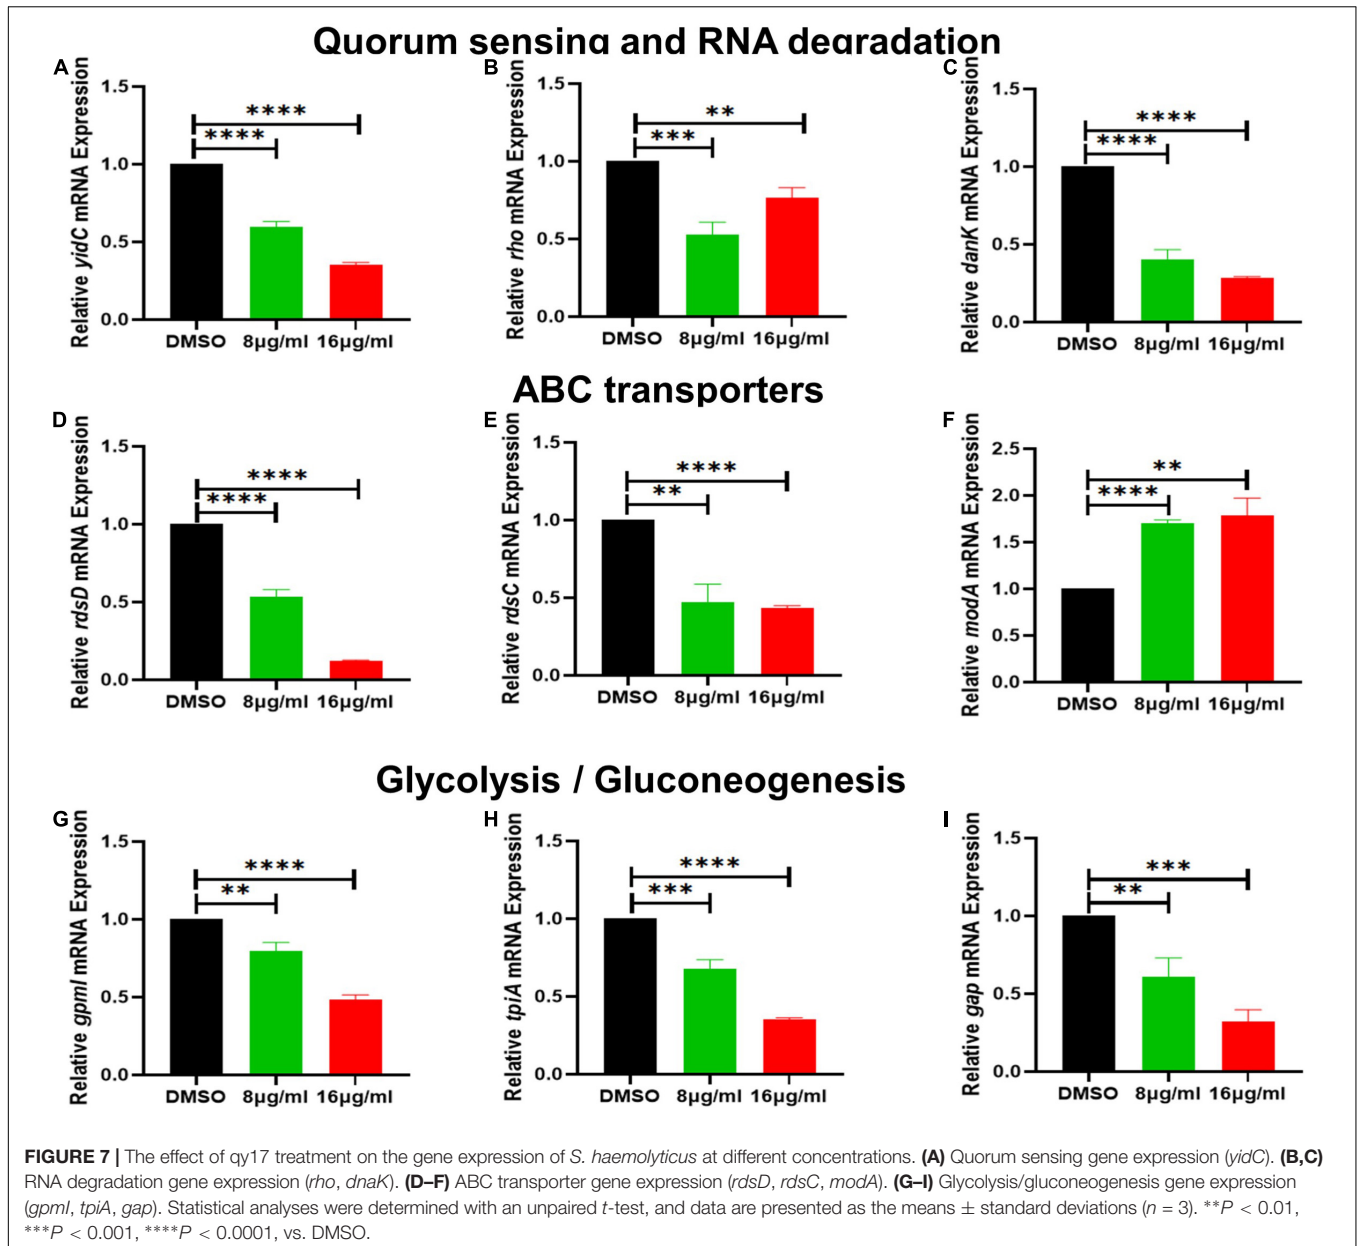 Quorum sensing and RNA degradation
A
Relative yidC mRNA Expression
1.5
1.0
0.5
0.0
****
****
DMSO 8µg/ml 16µg/ml
B
Relative rho mRNA Expression
1.5
1.0
0.5
0.0
**
***
DMSO 8µg/ml 16µg/ml
C
Relative danK mRNA Expression
1.5
1.0
0.5
0.0
****
****
DMSO 8µg/ml 16µg/ml
ABC transporters
D
Relative rdsD mRNA Expression
1.5
1.0
0.5
0.0
****
****
DMSO 8µg/ml 16µg/ml
E
Relative rdsC mRNA Expression
1.5
1.0
0.5
0.0
****
**
DMSO 8µg/ml 16µg/ml
F
Relative modA mRNA Expression
2.5
2.0
1.5
1.0
0.5
0.0
**
****
DMSO 8µg/ml 16µg/ml
Glycolysis / Gluconeogenesis
G
Relative gpmI mRNA Expression
1.5
1.0
0.5
0.0
****
**
DMSO 8µg/ml 16µg/ml
H
Relative tpiA mRNA Expression
1.5
1.0
0.5
0.0
****
***
DMSO 8µg/ml 16µg/ml
I
Relative gap mRNA Expression
1.5
1.0
0.5
0.0
***
**
DMSO 8µg/ml 16µg/ml
FIGURE 7 | The effect of qy17 treatment on the gene expression of S. haemolyticus at different concentrations. (A) Quorum sensing gene expression (yidC). (B,C)
RNA degradation gene expression (rho, dnaK). (D–F) ABC transporter gene expression (rdsD, rdsC, modA). (G–I) Glycolysis/gluconeogenesis gene expression
(gpmI, tpiA, gap). Statistical analyses were determined with an unpaired t-test, and data are presented as the means ± standard deviations (n = 3). **P < 0.01,
***P < 0.001, ****P < 0.0001, vs. DMSO.